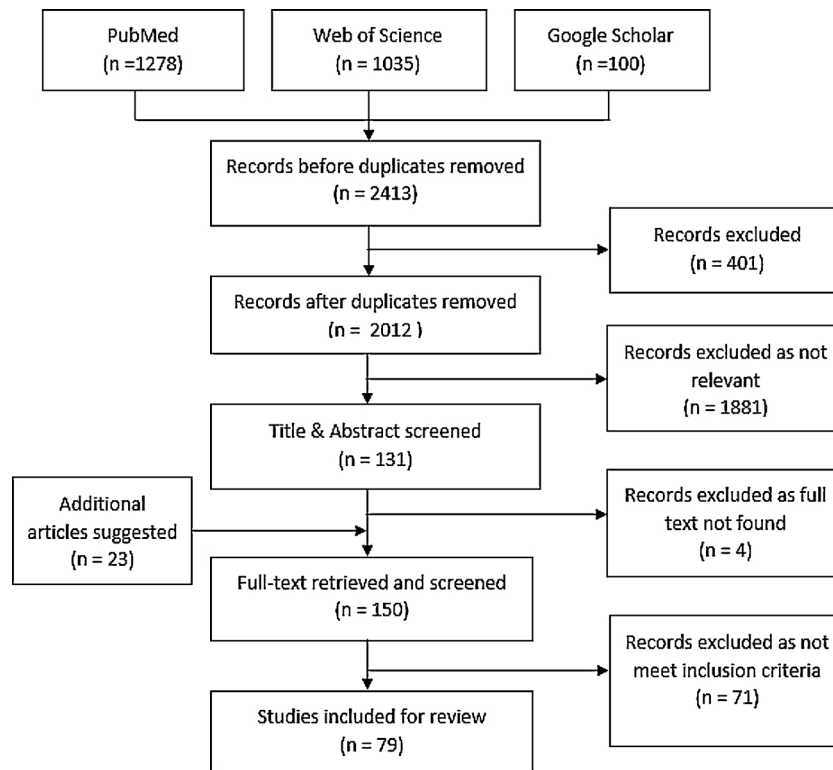 PubMed
(n =1278)
Web of Science
(n = 1035)
Google Scholar
(n =100)
Records before duplicates removed
(n = 2413)
Records excluded
(n = 401)
Records after duplicates removed
(n = 2012 )
Records excluded as not
relevant
(n = 1881)
Title & Abstract screened
(n = 131)
Additional
articles suggested
(n = 23)
Records excluded as full
text not found
(n = 4)
Full-text retrieved and screened
(n = 150)
Records excluded as not
meet inclusion criteria
(n = 71)
Studies included for review
(n = 79)